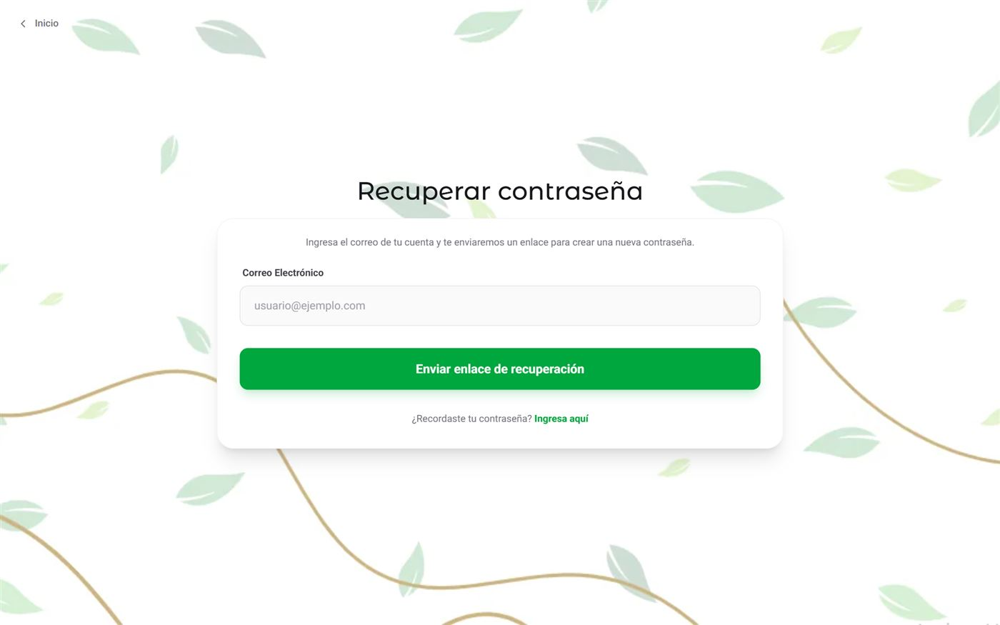 Inicio
Recuperar contraseña
Ingresa el correo de tu cuenta y te enviaremos un enlace para crear una nueva contraseña.
Correo Electrónico
usuario@ejemplo.com
Enviar enlace de recuperación
¿Recordaste tu contraseña? Ingresa aquí